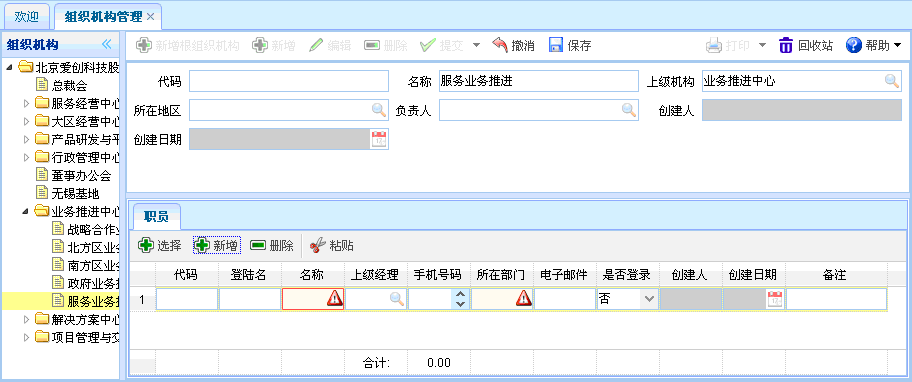 欢迎 组织机构管理
组织机构
新增根组织机构 新增 编辑 删除 提交 撤消 保存 打印 回收站 帮助
北京爱创科技股
总裁会
服务经营中心
大区经营中心
产品研发与平
行政管理中心
董事办公会
无锡基地
业务推进中心
战略合作业
北方区业务
南方区业务
政府业务推
服务业务推
解决方案中心
项目管理与交
代码 名称 服务业务推进 上级机构 业务推进中心
所在地区 负责人 创建人
创建日期
职员
选择 新增 删除 粘贴
代码 登陆名 名称 上级经理 手机号码 所在部门 电子邮件 是否登录 创建人 创建日期 备注
1 否
合计: 0.00